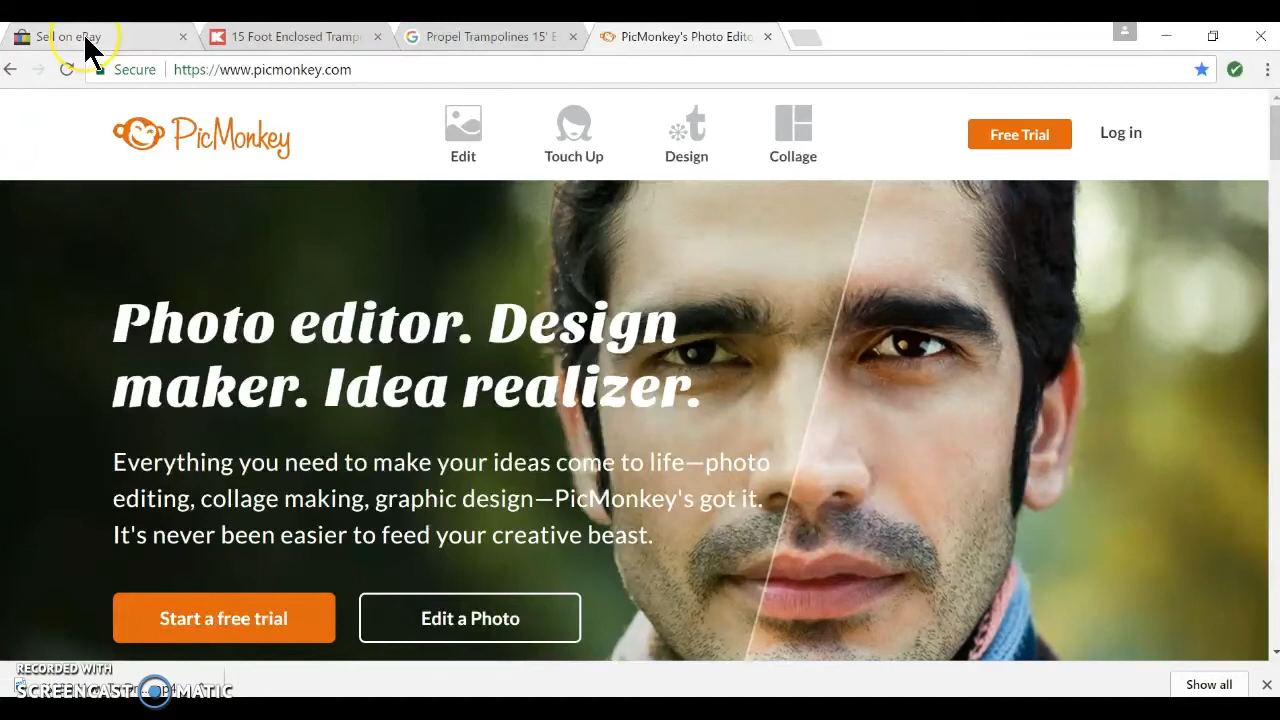 Sell on eBay
15 Foot Enclosed Tramp
Propel Trampolines 15' E
PicMonkey's Photo Edito
Secure
https://www.picmonkey.com
PicMonkey
Edit
Touch Up
Design
Collage
Free Trial
Log in
Photo editor. Design
maker. Idea realizer.
Everything you need to make your ideas come to life—photo
editing, collage making, graphic design—PicMonkey's got it.
It's never been easier to feed your creative beast.
Start a free trial
Edit a Photo
RECORDED WITH
SCREENCAST-O-MATIC
Show all